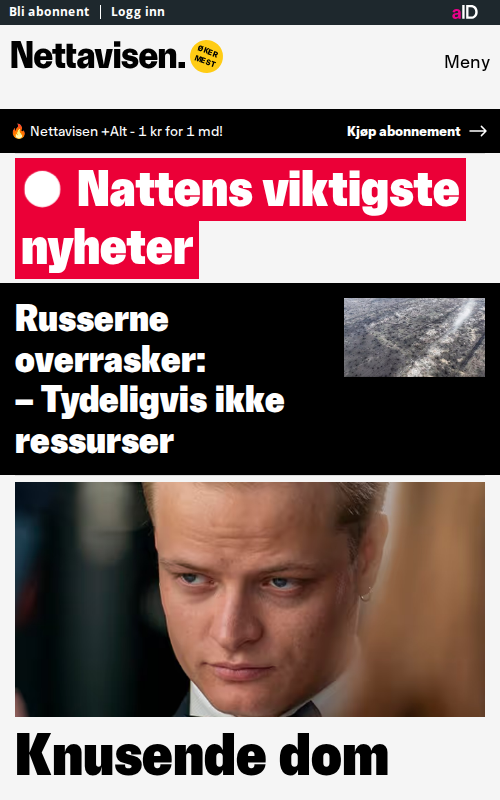 Bli abonnent | Logg inn
aID
Nettavisen.
ØKER
MEST
Meny
🔥 Nettavisen +Alt - 1 kr for 1 md!
Kjøp abonnement →
Nattens viktigste
nyheter
Russerne
overrasker:
– Tydeligvis ikke
ressurser
Knusende dom